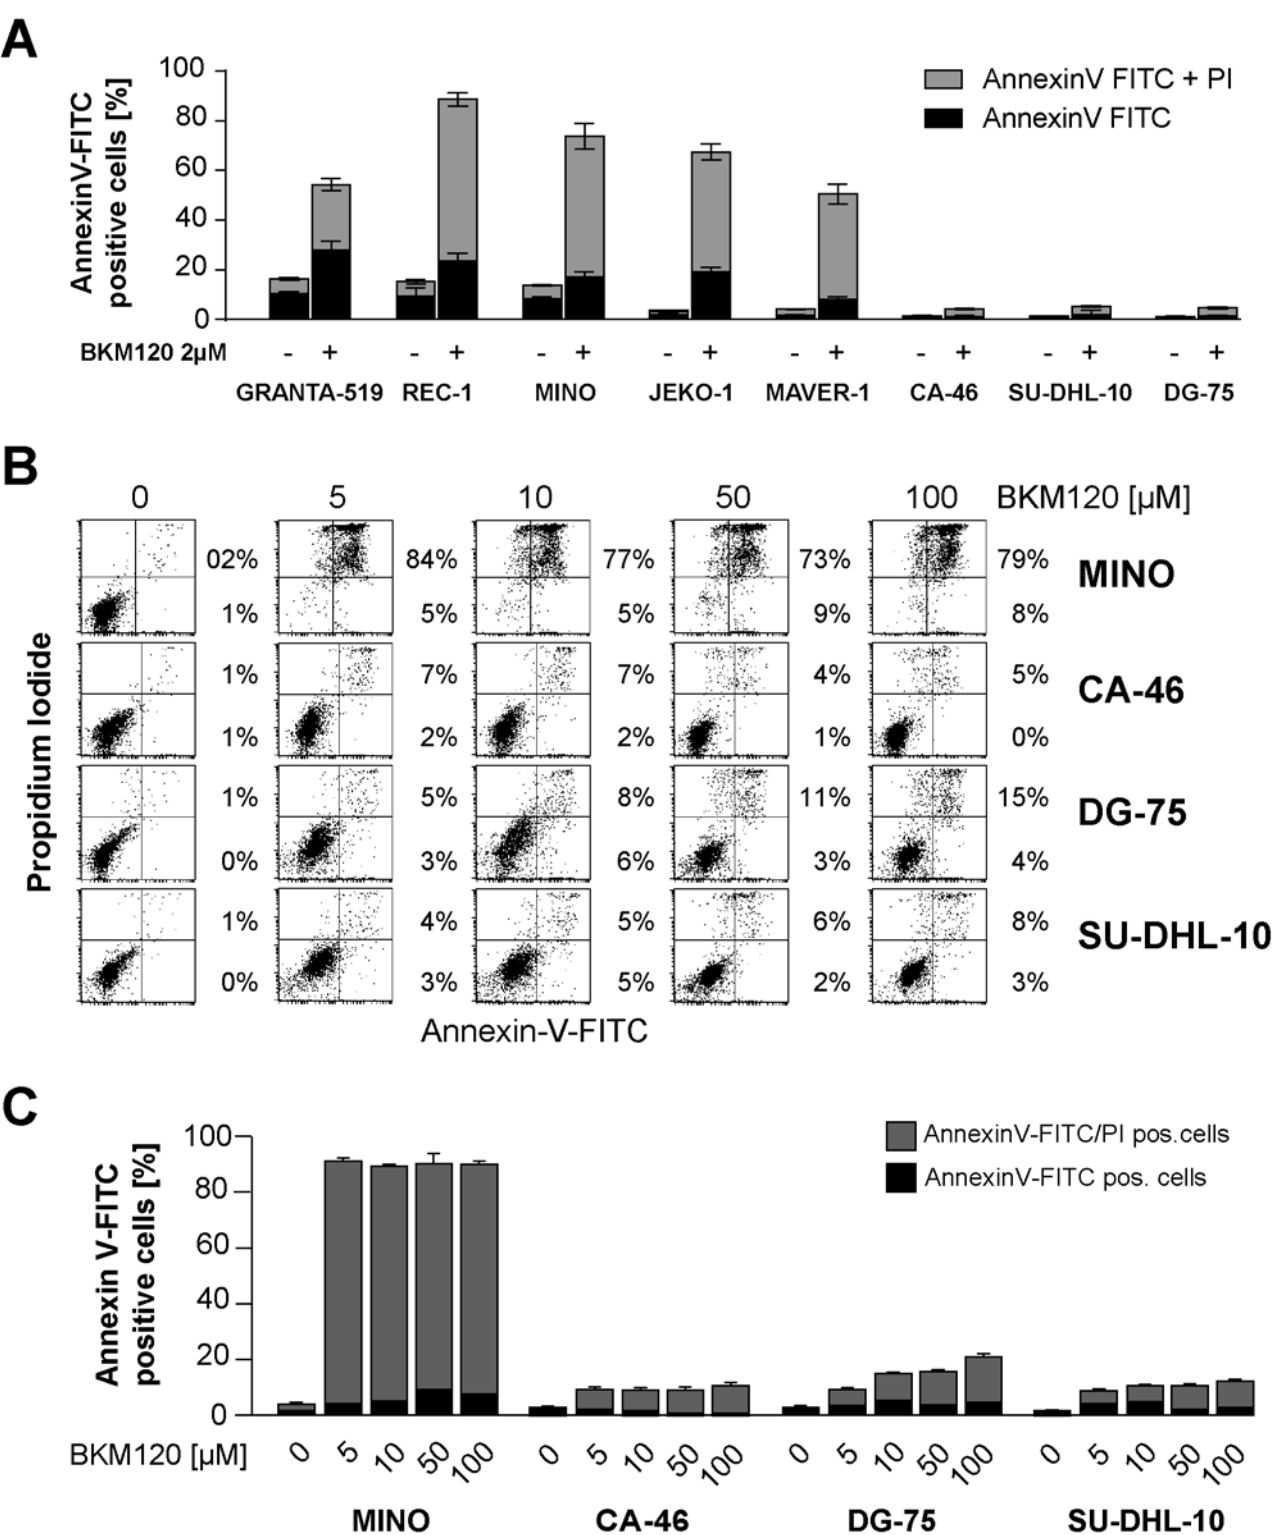 A
AnnexinV-FITC
positive cells [%]
100
80
60
40
20
0
AnnexinV FITC + PI
AnnexinV FITC
BKM120 2µM - + - + - + - + - + - + - + - +
GRANTA-519 REC-1 MINO JEKO-1 MAVER-1 CA-46 SU-DHL-10 DG-75
B
0 5 10 50 100 BKM120 [µM]
Propidium Iodide
02% 84% 77% 73% 79%
MINO
1% 5% 5% 9% 8%
1% 7% 7% 4% 5%
CA-46
1% 2% 2% 1% 0%
1% 5% 8% 11% 15%
DG-75
0% 3% 6% 3% 4%
1% 4% 5% 6% 8%
SU-DHL-10
0% 3% 5% 2% 3%
Annexin-V-FITC
C
Annexin V-FITC
positive cells [%]
100
80
60
40
20
0
AnnexinV-FITC/PI pos.cells
AnnexinV-FITC pos. cells
BKM120 [µM] 0 5 10 50 100 0 5 10 50 100 0 5 10 50 100 0 5 10 50 100
MINO CA-46 DG-75 SU-DHL-10